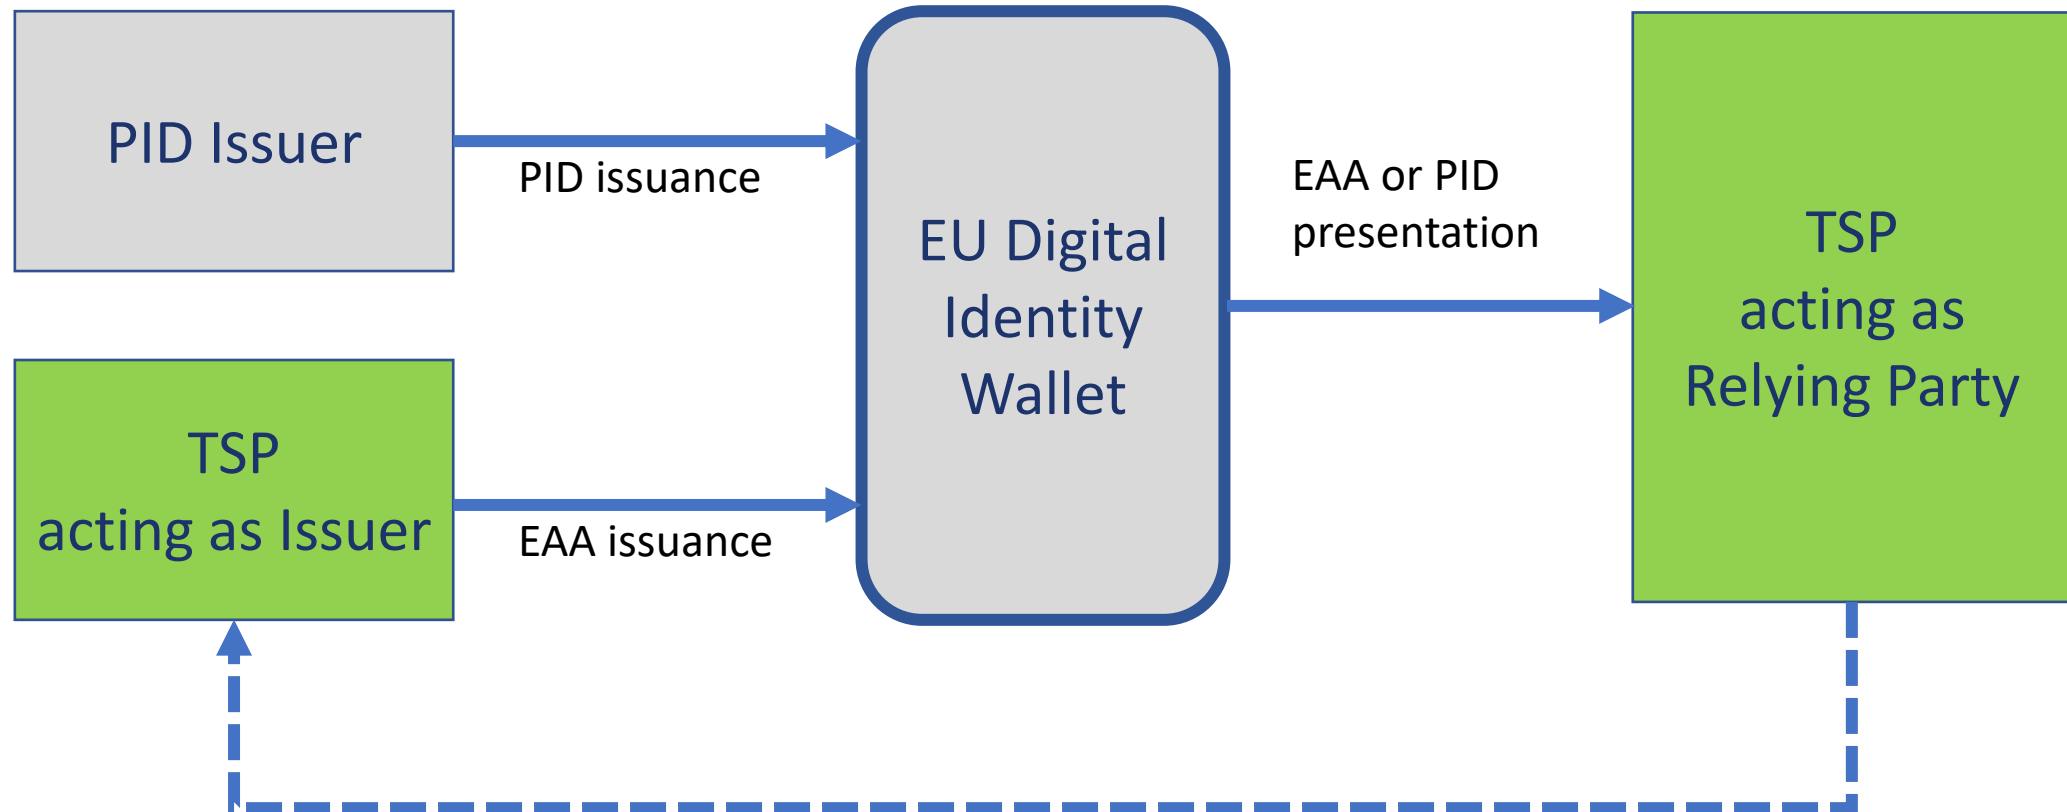 PID Issuer
PID issuance
TSP
acting as Issuer
EAA issuance
EU Digital
Identity
Wallet
EAA or PID
presentation
TSP
acting as
Relying Party